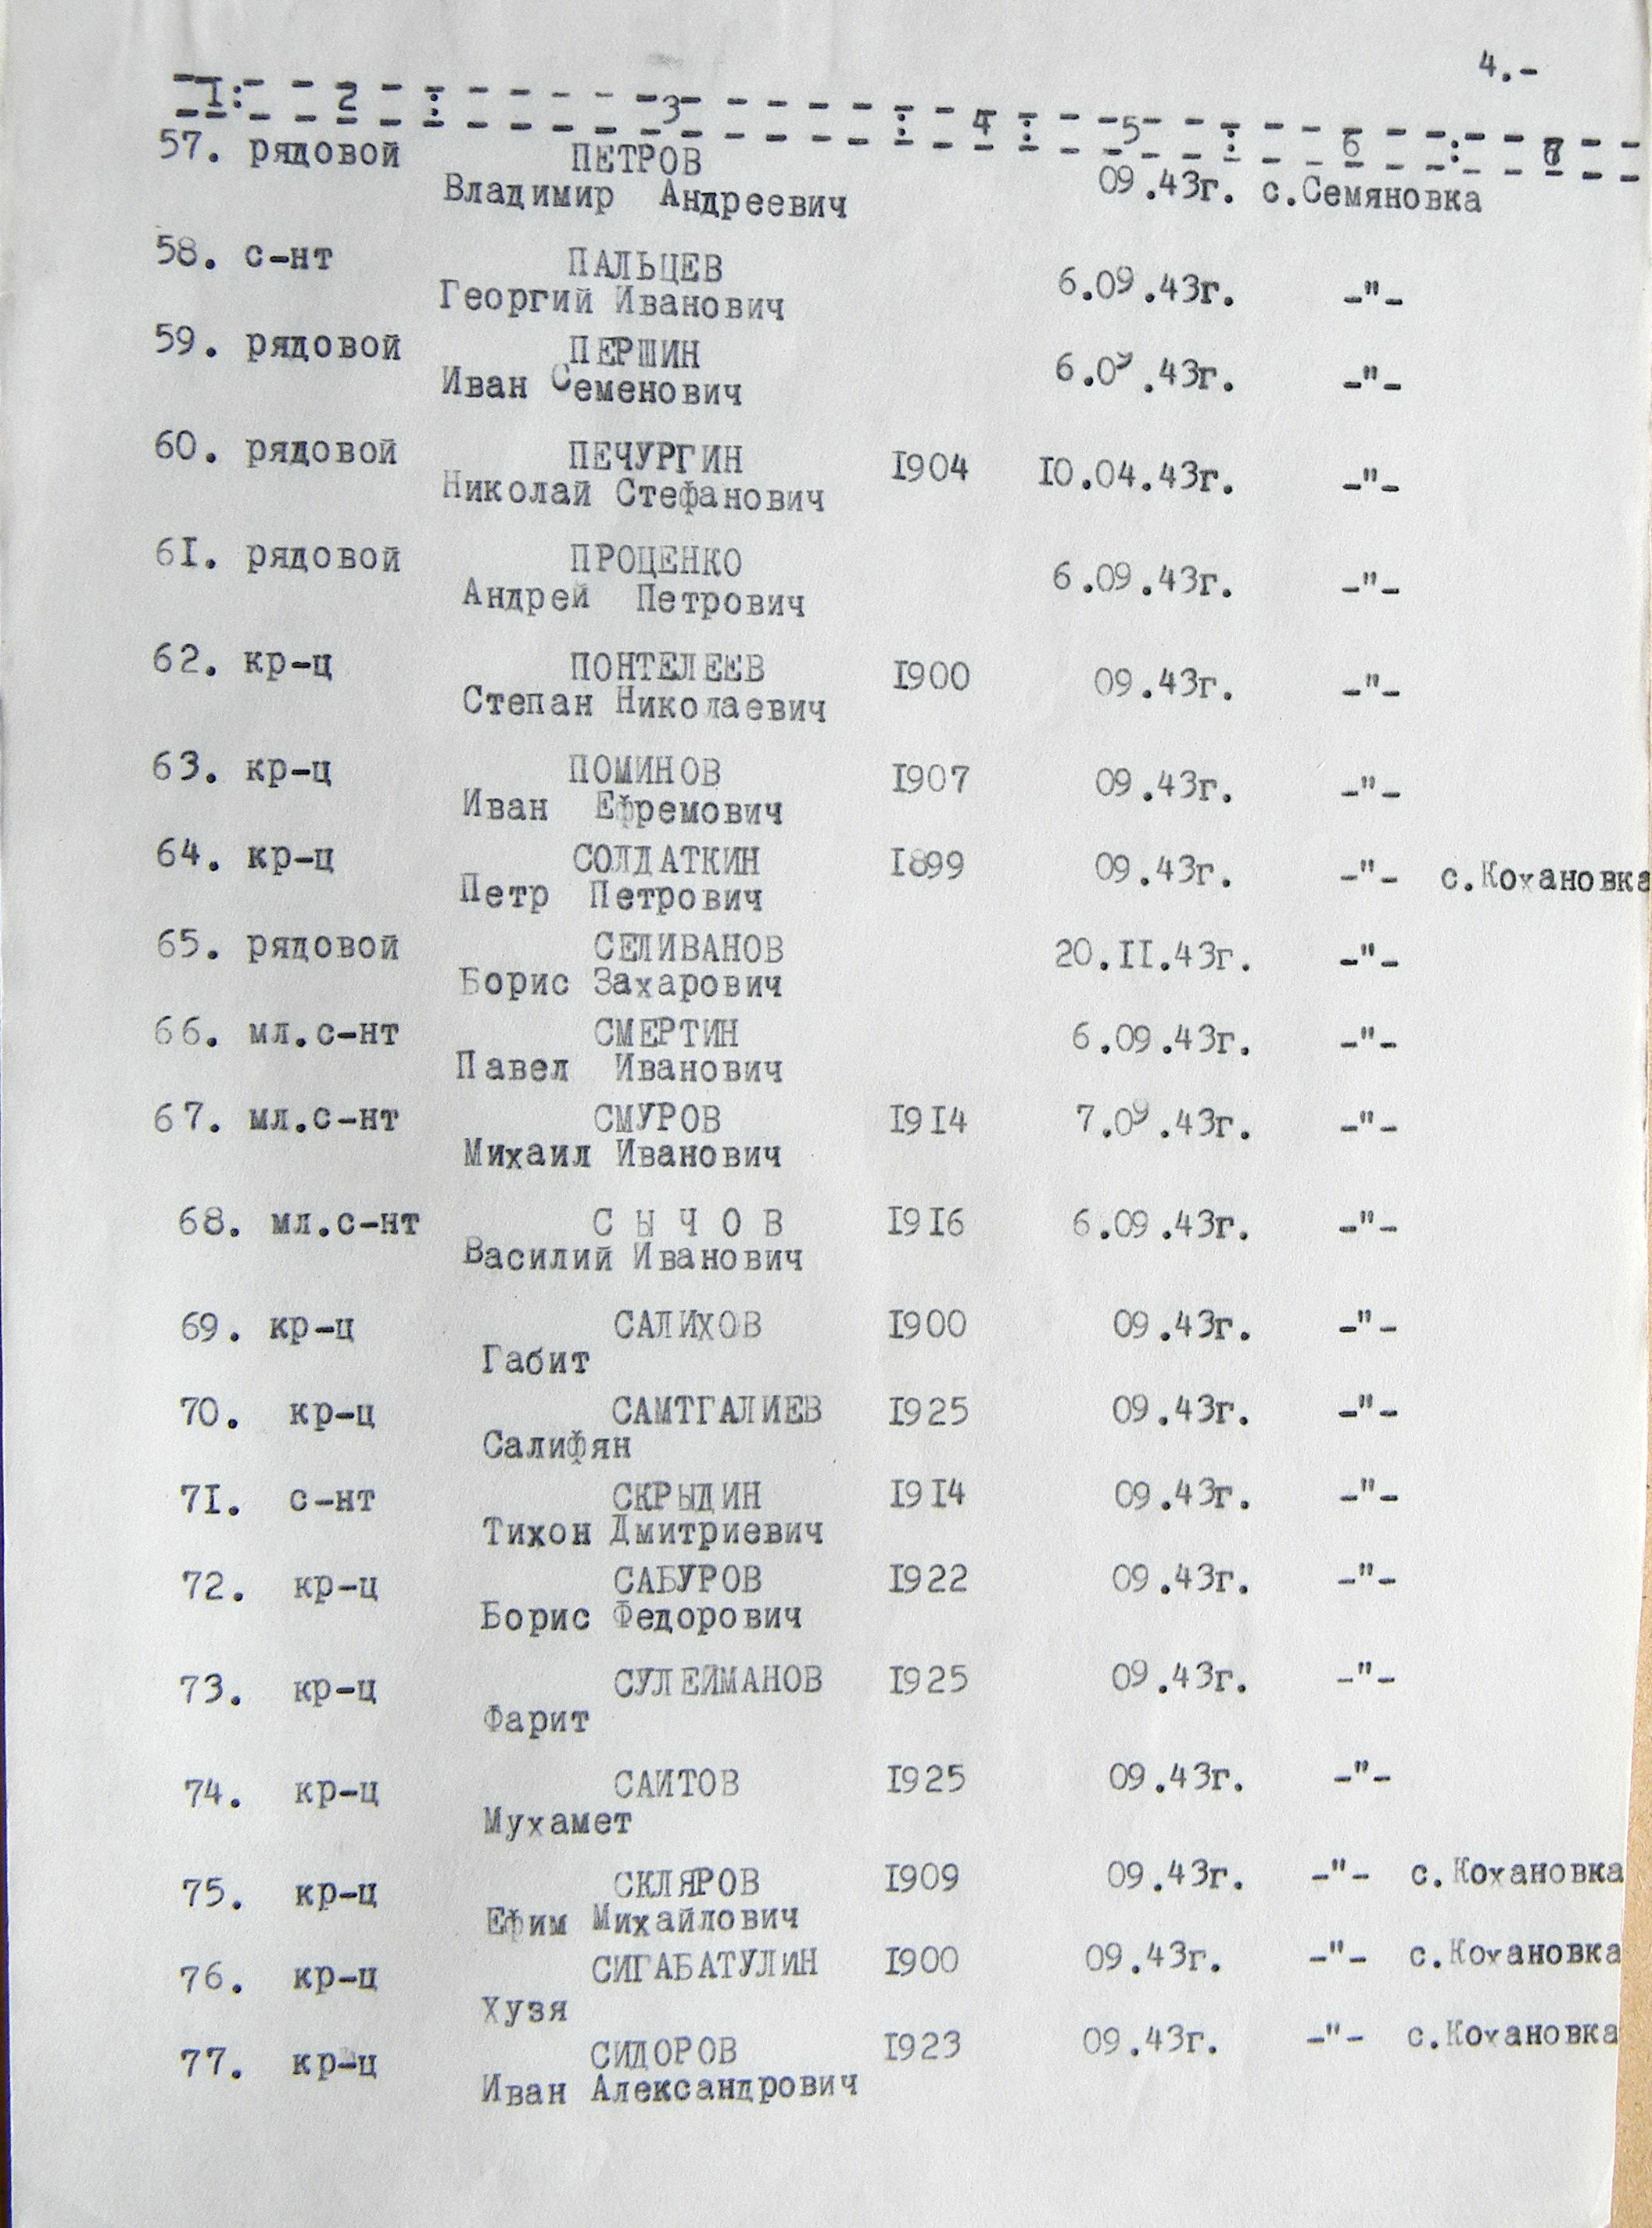 4.-
1: 2 : 3 : 4 : 5 : 6 : 7
57. рядовой ПЕТРОВ
Владимир Андреевич 09.43г. с.Семяновка
58. с-нт ПАЛЬЦЕВ
Георгий Иванович 6.09.43г. -"-
59. рядовой ПЕРШИН
Иван Семенович 6.09.43г. -"-
60. рядовой ПЕЧУРГИН 1904 10.04.43г. -"-
Николай Стефанович
61. рядовой ПРОЦЕНКО 6.09.43г. -"-
Андрей Петрович
62. кр-ц ПОНТЕЛЕЕВ 1900 09.43г. -"-
Степан Николаевич
63. кр-ц ПОМИНОВ 1907 09.43г. -"-
Иван Ефремович
64. кр-ц СОЛДАТКИН 1899 09.43г. -"- с.Кохановка
Петр Петрович
65. рядовой СЕЛИВАНОВ 20.II.43г. -"-
Борис Захарович
66. мл.с-нт СМЕРТИН 6.09.43г. -"-
Павел Иванович
67. мл.с-нт СМУРОВ 1914 7.09.43г. -"-
Михаил Иванович
68. мл.с-нт С Ы Ч О В 1916 6.09.43г. -"-
Василий Иванович
69. кр-ц САЛИХОВ 1900 09.43г. -"-
Габит
70. кр-ц САМТГАЛИЕВ 1925 09.43г. -"-
Салифян
71. с-нт СКРЫДИН 1914 09.43г. -"-
Тихон Дмитриевич
72. кр-ц САБУРОВ 1922 09.43г. -"-
Борис Федорович
73. кр-ц СУЛЕЙМАНОВ 1925 09.43г. -"-
Фарит
74. кр-ц САИТОВ 1925 09.43г. -"-
Мухамет
75. кр-ц СКЛЯРОВ 1909 09.43г. -"- с.Кохановка
Ефим Михайлович
76. кр-ц СИГАБАТУЛИН 1900 09.43г. -"- с.Кохановка
Хузя
77. кр-ц СИДОРОВ 1923 09.43г. -"- с.Кохановка
Иван Александрович